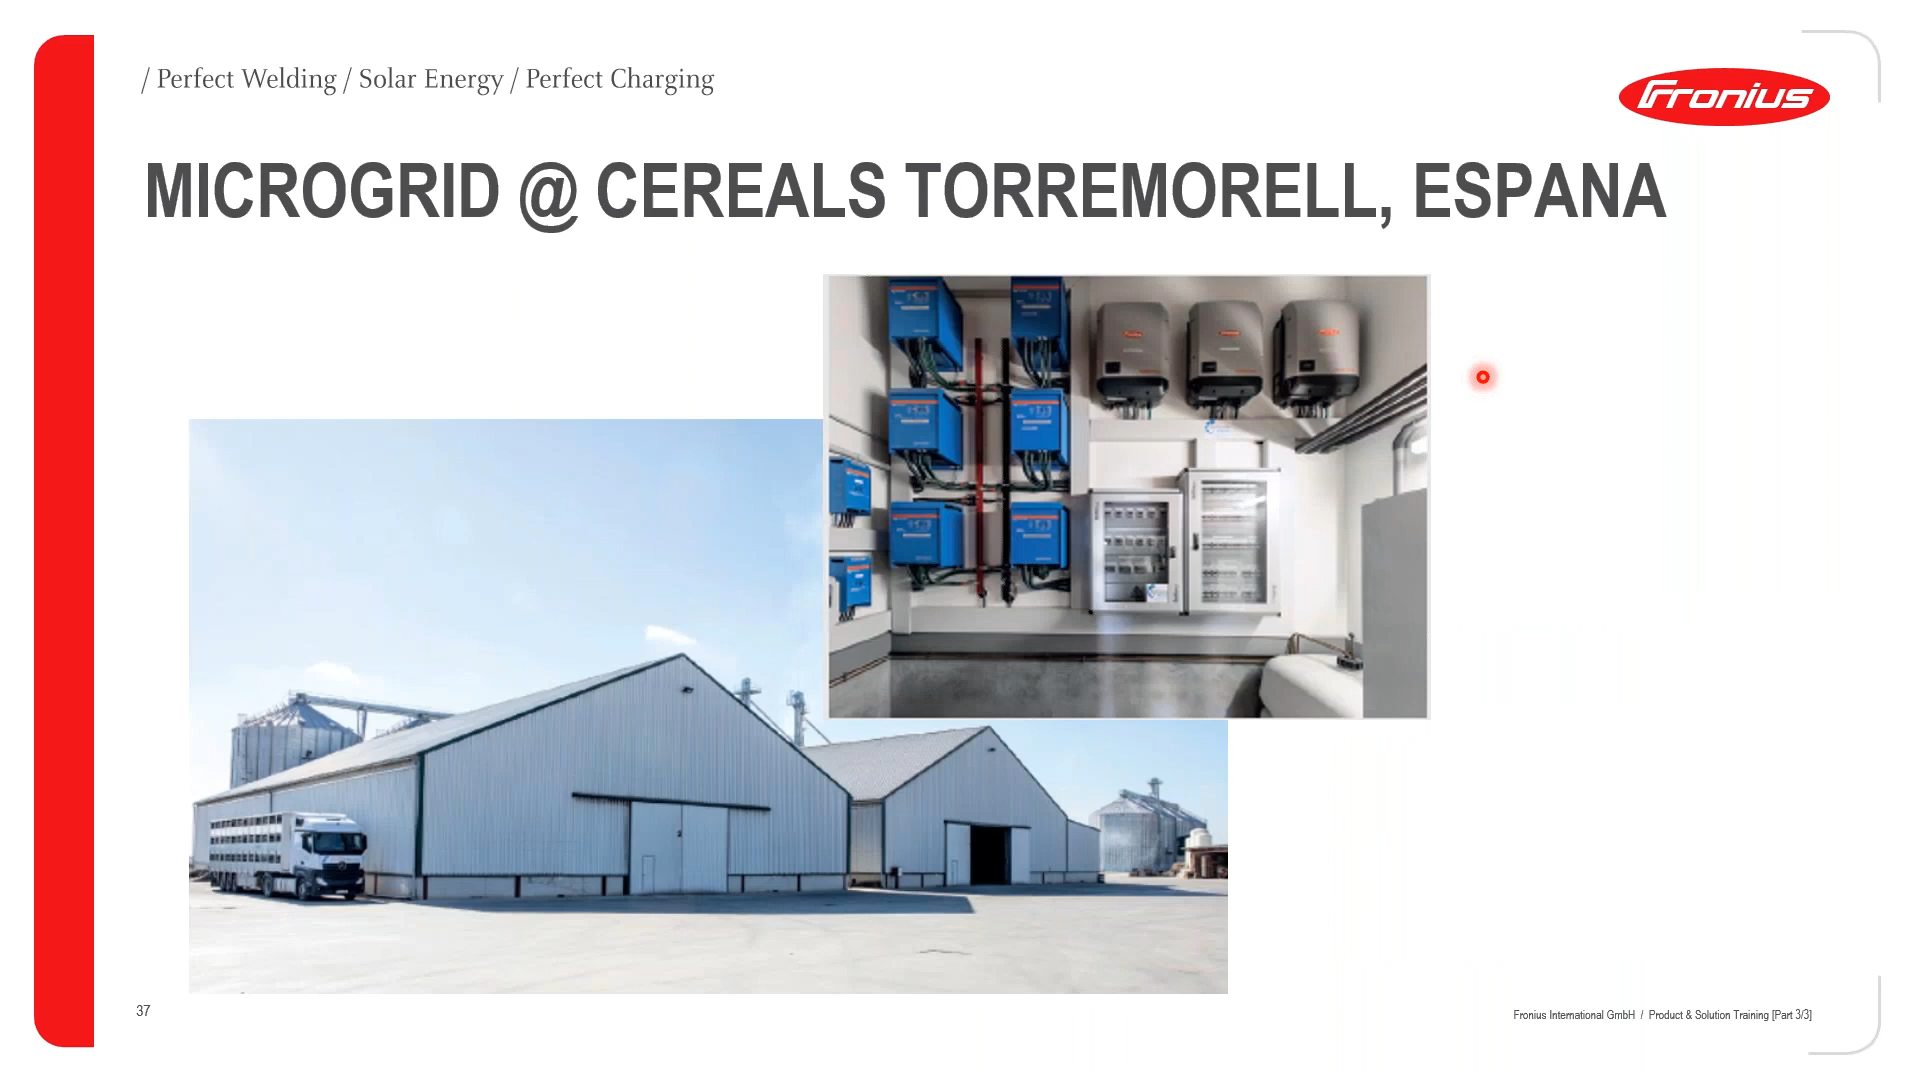 / Perfect Welding / Solar Energy / Perfect Charging
Fronius
MICROGRID @ CEREALS TORREMORELL, ESPANA
37
Fronius International GmbH / Product & Solution Training [Part 3/3]